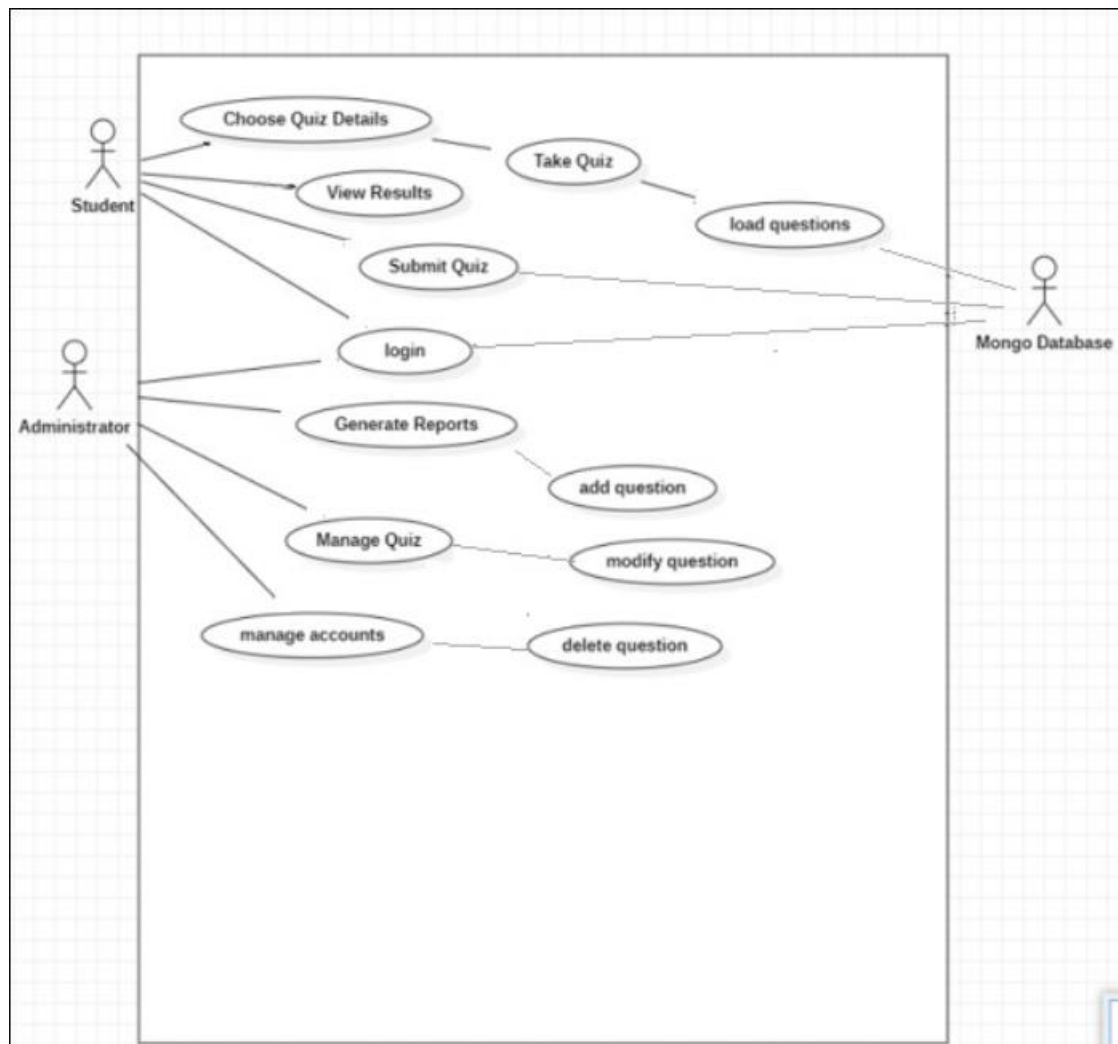 Choose Quiz Details
Take Quiz
Student
View Results
load questions
Submit Quiz
Mongo Database
login
Administrator
Generate Reports
add question
Manage Quiz
modify question
manage accounts
delete question